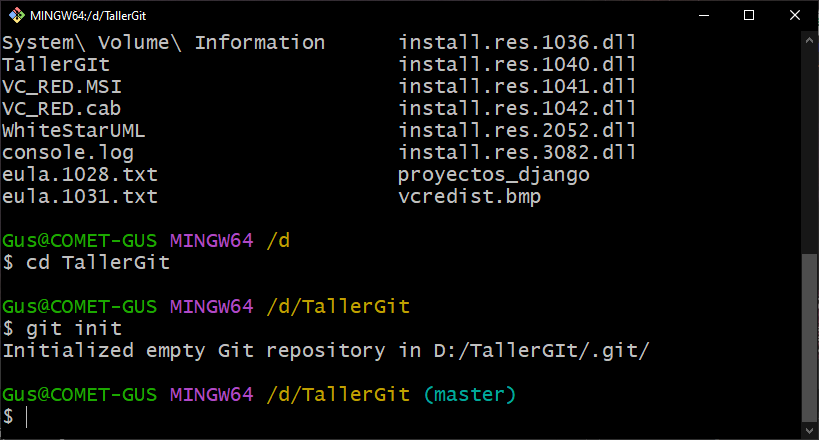 MINGW64:/d/TallerGit
System\ Volume\ Information      install.res.1036.dll
TallerGIt                        install.res.1040.dll
VC_RED.MSI                       install.res.1041.dll
VC_RED.cab                       install.res.1042.dll
WhiteStarUML                     install.res.2052.dll
console.log                      install.res.3082.dll
eula.1028.txt                    proyectos_django
eula.1031.txt                    vcredist.bmp
Gus@COMET-GUS MINGW64 /d
$ cd TallerGit
Gus@COMET-GUS MINGW64 /d/TallerGit
$ git init
Initialized empty Git repository in D:/TallerGIt/.git/
Gus@COMET-GUS MINGW64 /d/TallerGit (master)
$